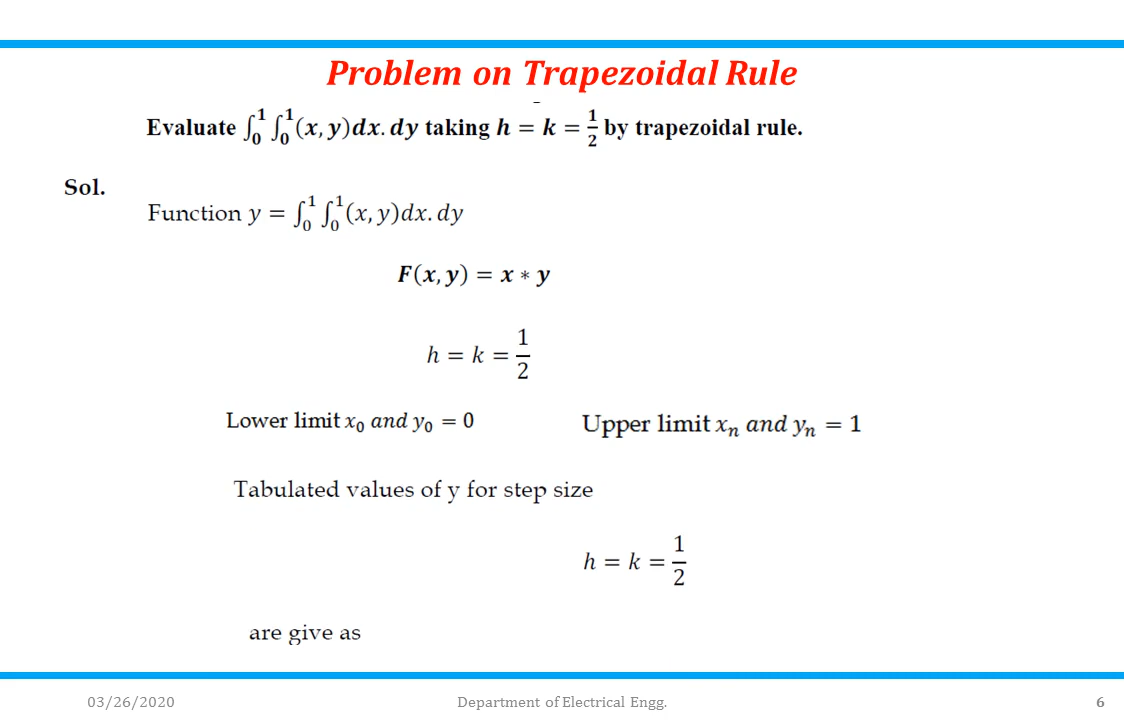 Problem on Trapezoidal Rule
Evaluate ∫₀¹ ∫₀¹(x, y)dx. dy taking h = k = 1/2 by trapezoidal rule.
Sol.
Function y = ∫₀¹ ∫₀¹(x, y)dx. dy
F(x, y) = x * y
h = k = 1/2
Lower limit x₀ and y₀ = 0 Upper limit xₙ and yₙ = 1
Tabulated values of y for step size
h = k = 1/2
are give as
03/26/2020 Department of Electrical Engg. 6